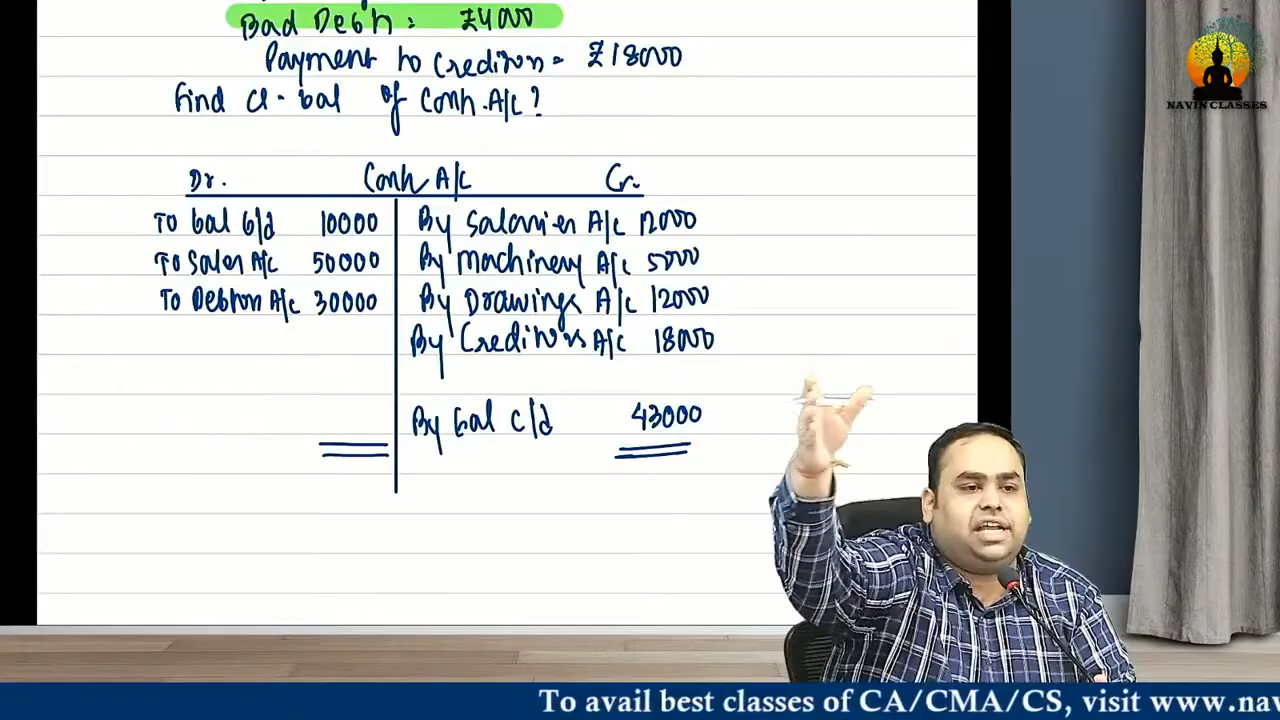 Bad Debts = ₹4000
Payment to Creditors = ₹18000
Find cl. bal of Cash A/c?
Dr. Cash A/c Cr.
To bal b/d 10000 By Salaries A/c 12000
To Sales A/c 50000 By Machinery A/c 5000
To Debtors A/c 30000 By Drawings A/c 12000
By Creditors A/c 18000
By bal c/d 43000
NAVIN CLASSES
To avail best classes of CA/CMA/CS, visit www.nav